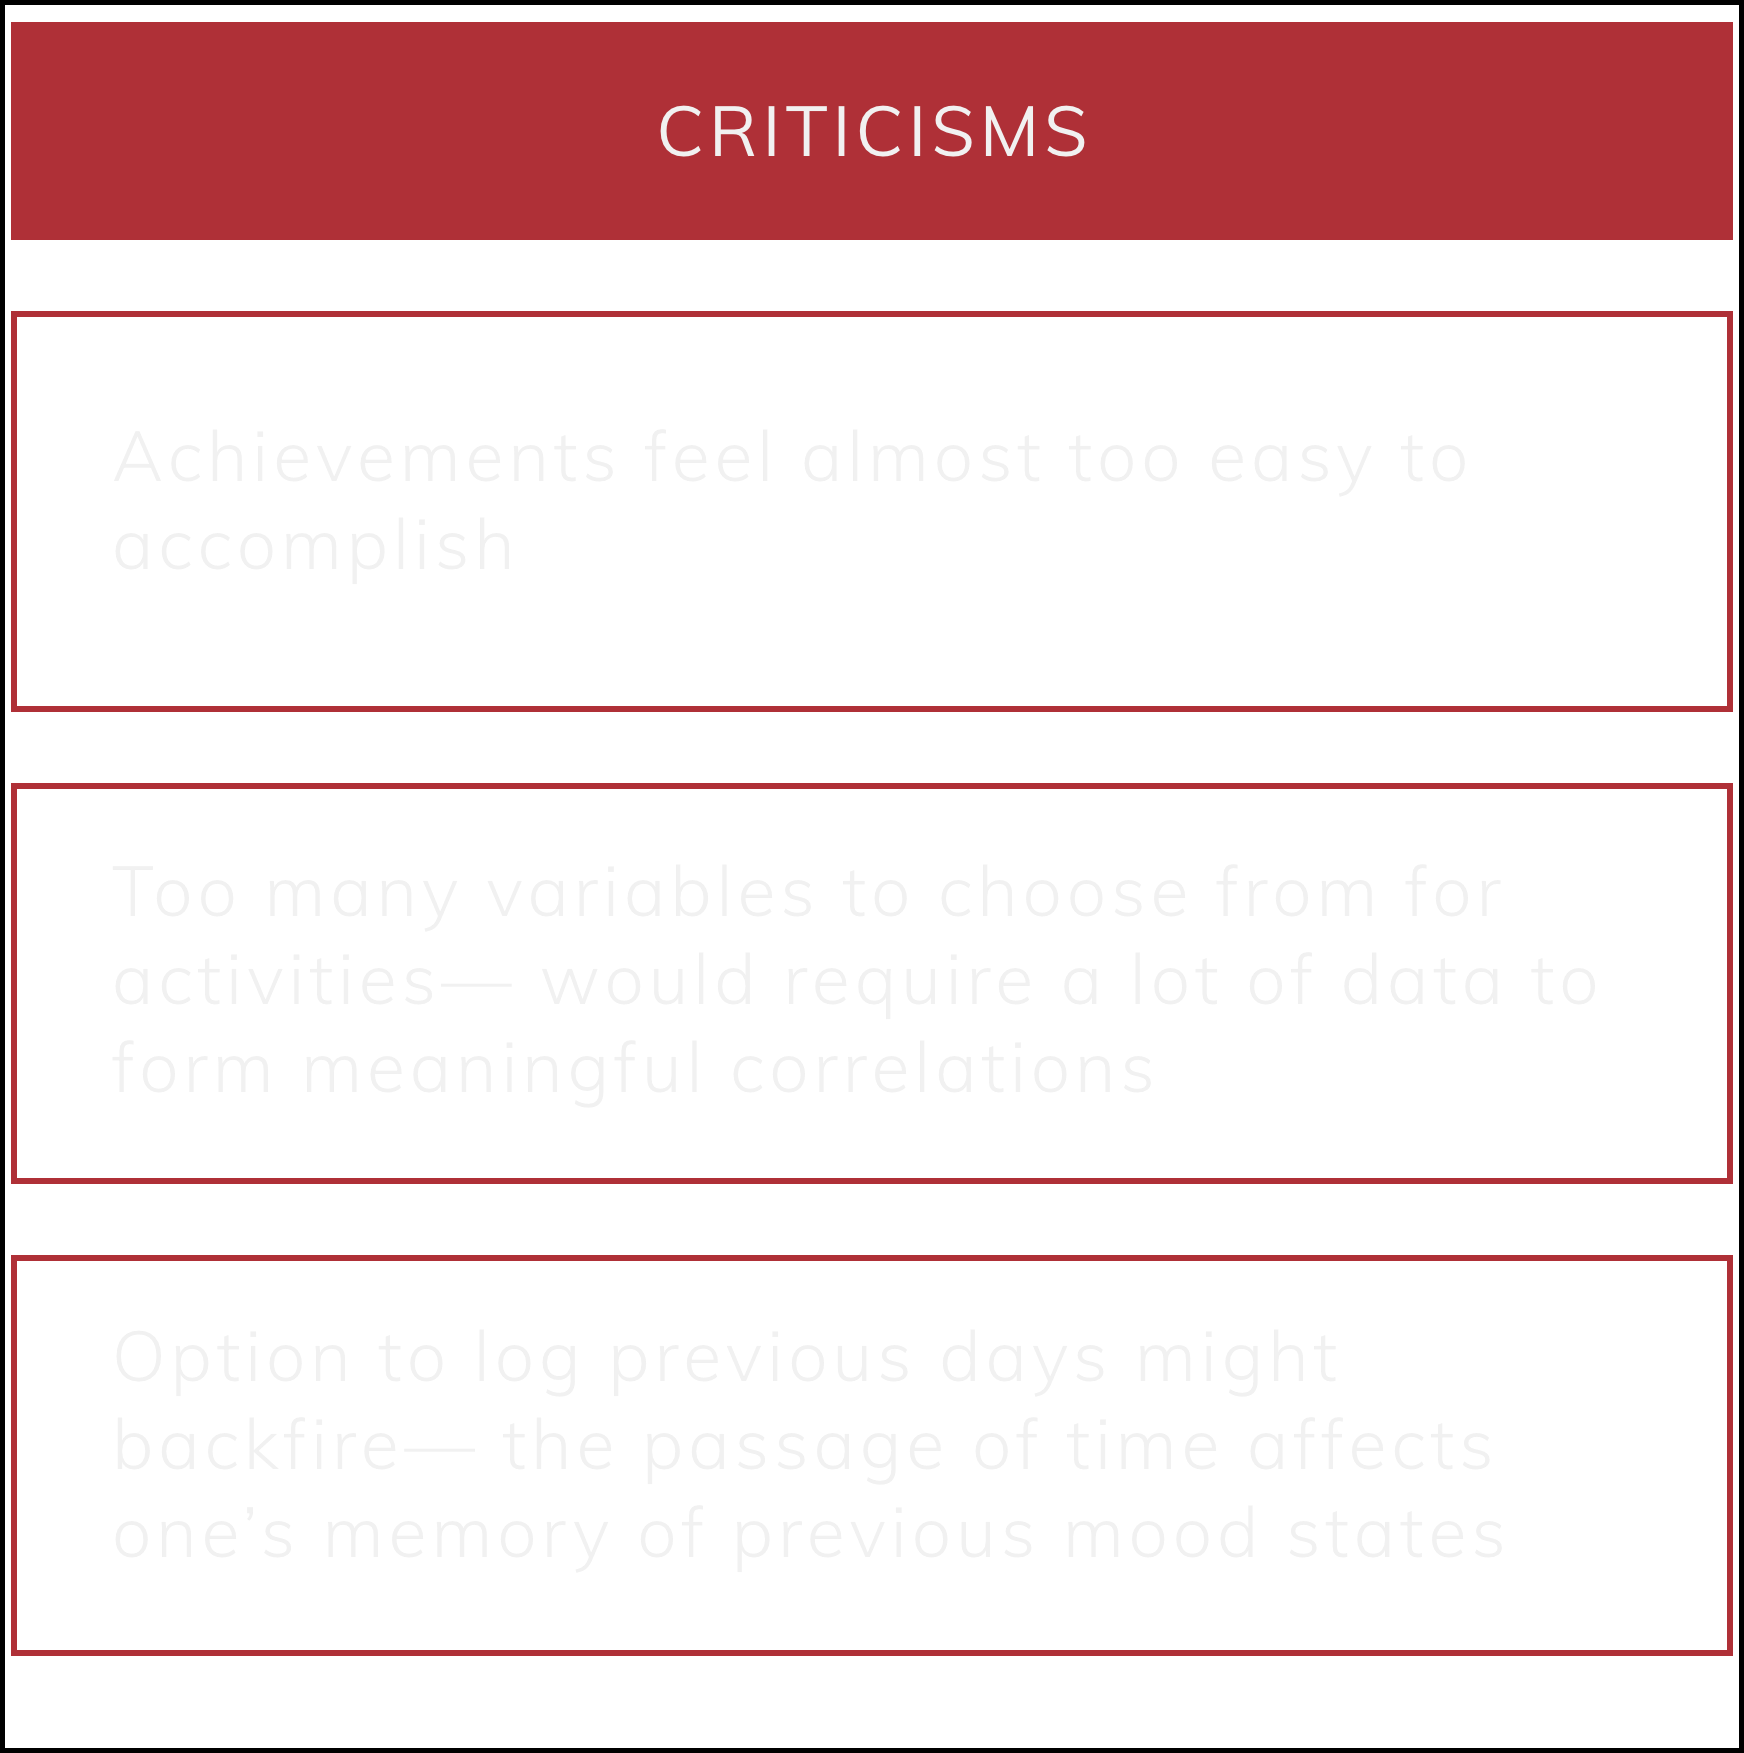 CRITICISMS
Achievements feel almost too easy to
accomplish
Too many variables to choose from for
activities— would require a lot of data to
form meaningful correlations
Option to log previous days might
backfire— the passage of time affects
one’s memory of previous mood states